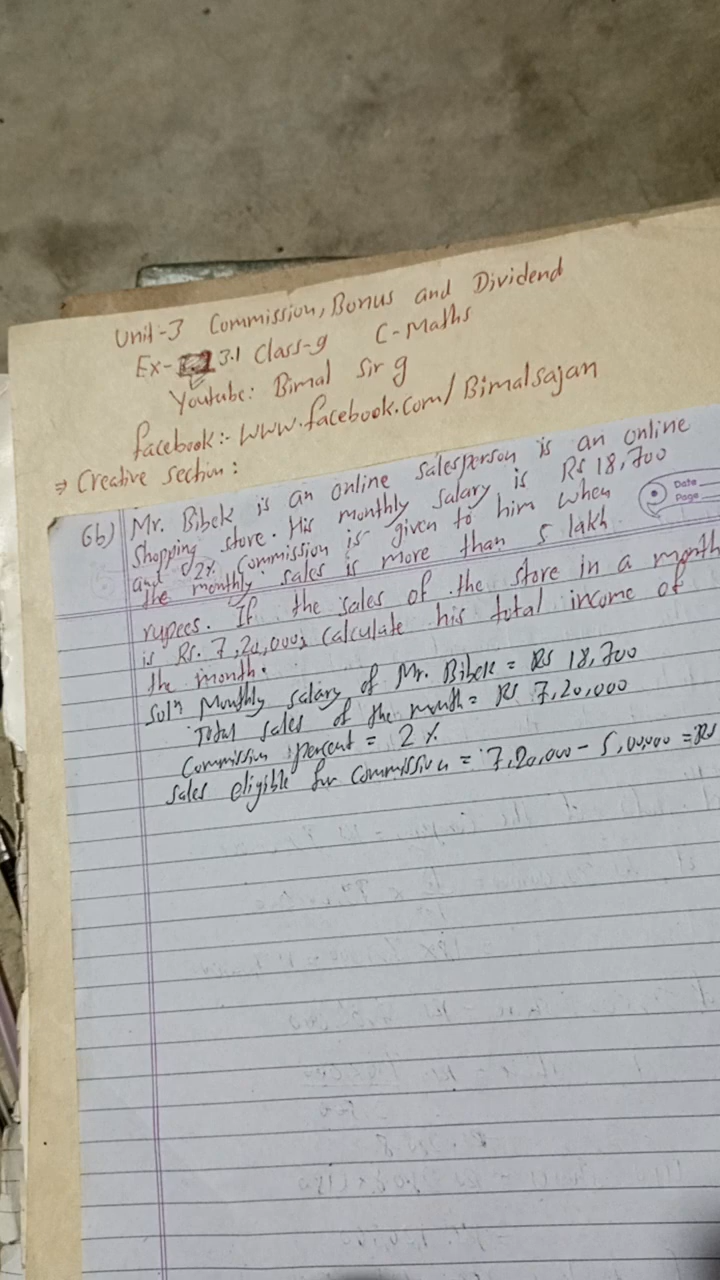 Unit-3 Commission, Bonus and Dividend
Ex- 3.1 Class-9 C-Maths
Youtube: Bimal Sir g
facebook:- www.facebook.com/Bimalsajan
⇒ Creative section:
6b) Mr. Bibek is an online salesperson is an online
Shopping store. His monthly salary is Rs 18,700
and 2% Commission is given to him when
the monthly sales is more than 5 lakh
Date
Page
rupees. If the sales of the store in a month
is Rs. 7,20,000, Calculate his total income of
the month.
Solⁿ Monthly salary of Mr. Bibek = Rs 18,700
Total sales of the month = Rs 7,20,000
Commission percent = 2%
Sales eligible for commission = 7,20,000 - 5,00,000 = Rs